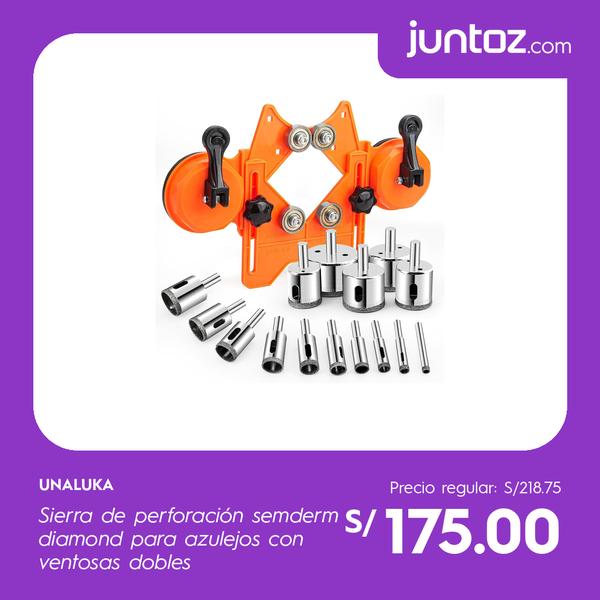 juntoz.com
UNALUKA
Sierra de perforación semderm
diamond para azulejos con
ventosas dobles
Precio regular: S/218.75
S/ 175.00